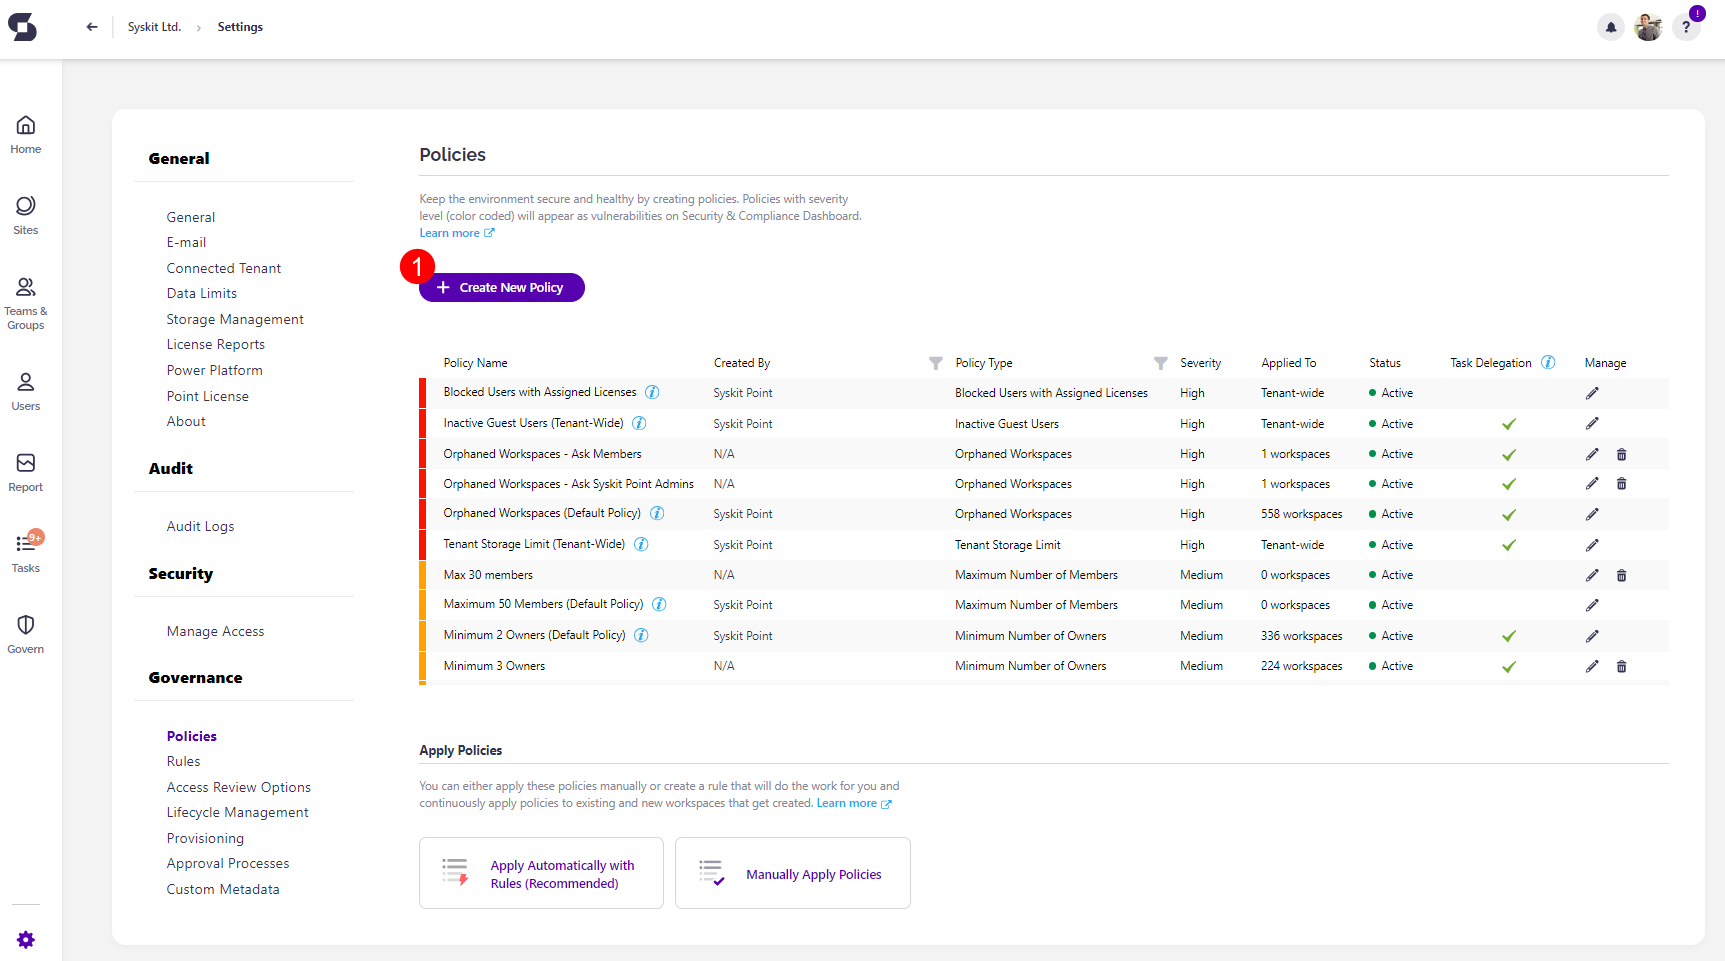 Syskit Ltd. › Settings
!
?
Home
Sites
Teams &
Groups
Users
Report
9+
Tasks
Govern
General
General
E-mail
Connected Tenant
Data Limits
Storage Management
License Reports
Power Platform
Point License
About
Audit
Audit Logs
Security
Manage Access
Governance
Policies
Rules
Access Review Options
Lifecycle Management
Provisioning
Approval Processes
Custom Metadata
Policies
Keep the environment secure and healthy by creating policies. Policies with severity
level (color coded) will appear as vulnerabilities on Security & Compliance Dashboard.
Learn more
1
+ Create New Policy
Policy Name Created By Policy Type Severity Applied To Status Task Delegation i Manage
Blocked Users with Assigned Licenses i Syskit Point Blocked Users with Assigned Licenses High Tenant-wide Active
Inactive Guest Users (Tenant-Wide) i Syskit Point Inactive Guest Users High Tenant-wide Active
Orphaned Workspaces - Ask Members N/A Orphaned Workspaces High 1 workspaces Active
Orphaned Workspaces - Ask Syskit Point Admins N/A Orphaned Workspaces High 1 workspaces Active
Orphaned Workspaces (Default Policy) i Syskit Point Orphaned Workspaces High 558 workspaces Active
Tenant Storage Limit (Tenant-Wide) i Syskit Point Tenant Storage Limit High Tenant-wide Active
Max 30 members N/A Maximum Number of Members Medium 0 workspaces Active
Maximum 50 Members (Default Policy) i Syskit Point Maximum Number of Members Medium 0 workspaces Active
Minimum 2 Owners (Default Policy) i Syskit Point Minimum Number of Owners Medium 336 workspaces Active
Minimum 3 Owners N/A Minimum Number of Owners Medium 224 workspaces Active
Apply Policies
You can either apply these policies manually or create a rule that will do the work for you and
continuously apply policies to existing and new workspaces that get created. Learn more
Apply Automatically with
Rules (Recommended)
Manually Apply Policies